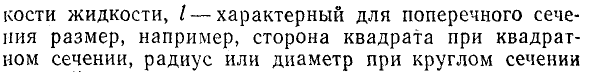 кости жидкости, l — характерный для поперечного сече-
ния размер, например, сторона квадрата при квадрат-
ном сечении, радиус или диаметр при круглом сечении